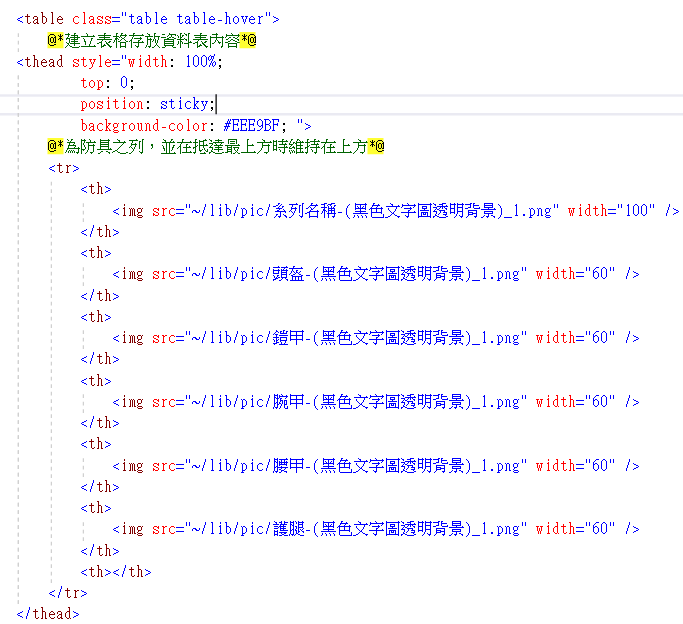 <table class="table table-hover">
@*建立表格存放資料表內容*@
<thead style="width: 100%;
top: 0;
position: sticky;
background-color: #EEE9BF; ">
@*為防具之列，並在抵達最上方時維持在上方*@
<tr>
<th>
<img src="~/lib/pic/系列名稱-(黑色文字圖透明背景)_1.png" width="100" />
</th>
<th>
<img src="~/lib/pic/頭盔-(黑色文字圖透明背景)_1.png" width="60" />
</th>
<th>
<img src="~/lib/pic/鎧甲-(黑色文字圖透明背景)_1.png" width="60" />
</th>
<th>
<img src="~/lib/pic/腕甲-(黑色文字圖透明背景)_1.png" width="60" />
</th>
<th>
<img src="~/lib/pic/腰甲-(黑色文字圖透明背景)_1.png" width="60" />
</th>
<th>
<img src="~/lib/pic/護腿-(黑色文字圖透明背景)_1.png" width="60" />
</th>
<th></th>
</tr>
</thead>